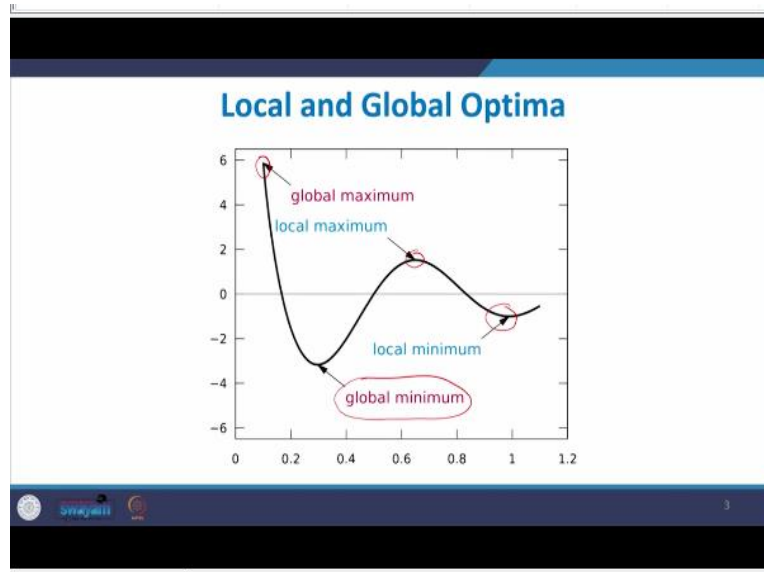 Local and Global Optima
6
global maximum
4
local maximum
2
0
−2
local minimum
−4
global minimum
−6
0 0.2 0.4 0.6 0.8 1 1.2
swayam
3